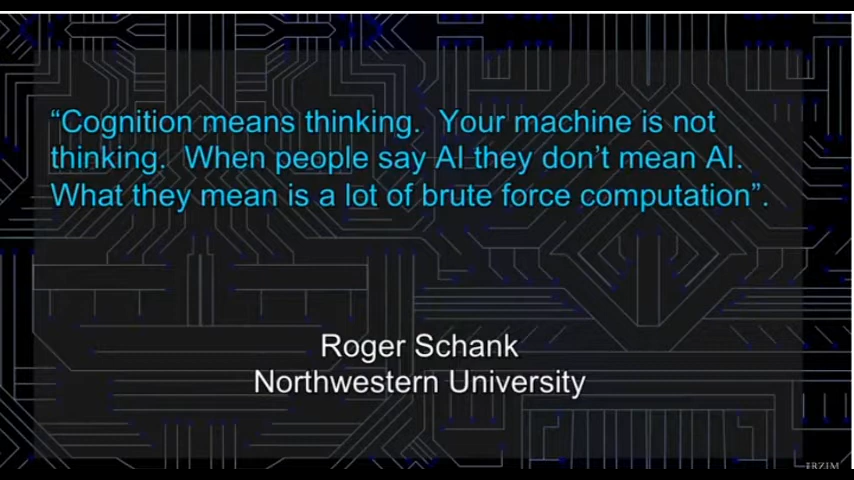 “Cognition means thinking. Your machine is not
thinking. When people say AI they don’t mean AI.
What they mean is a lot of brute force computation”.
Roger Schank
Northwestern University
RZIM